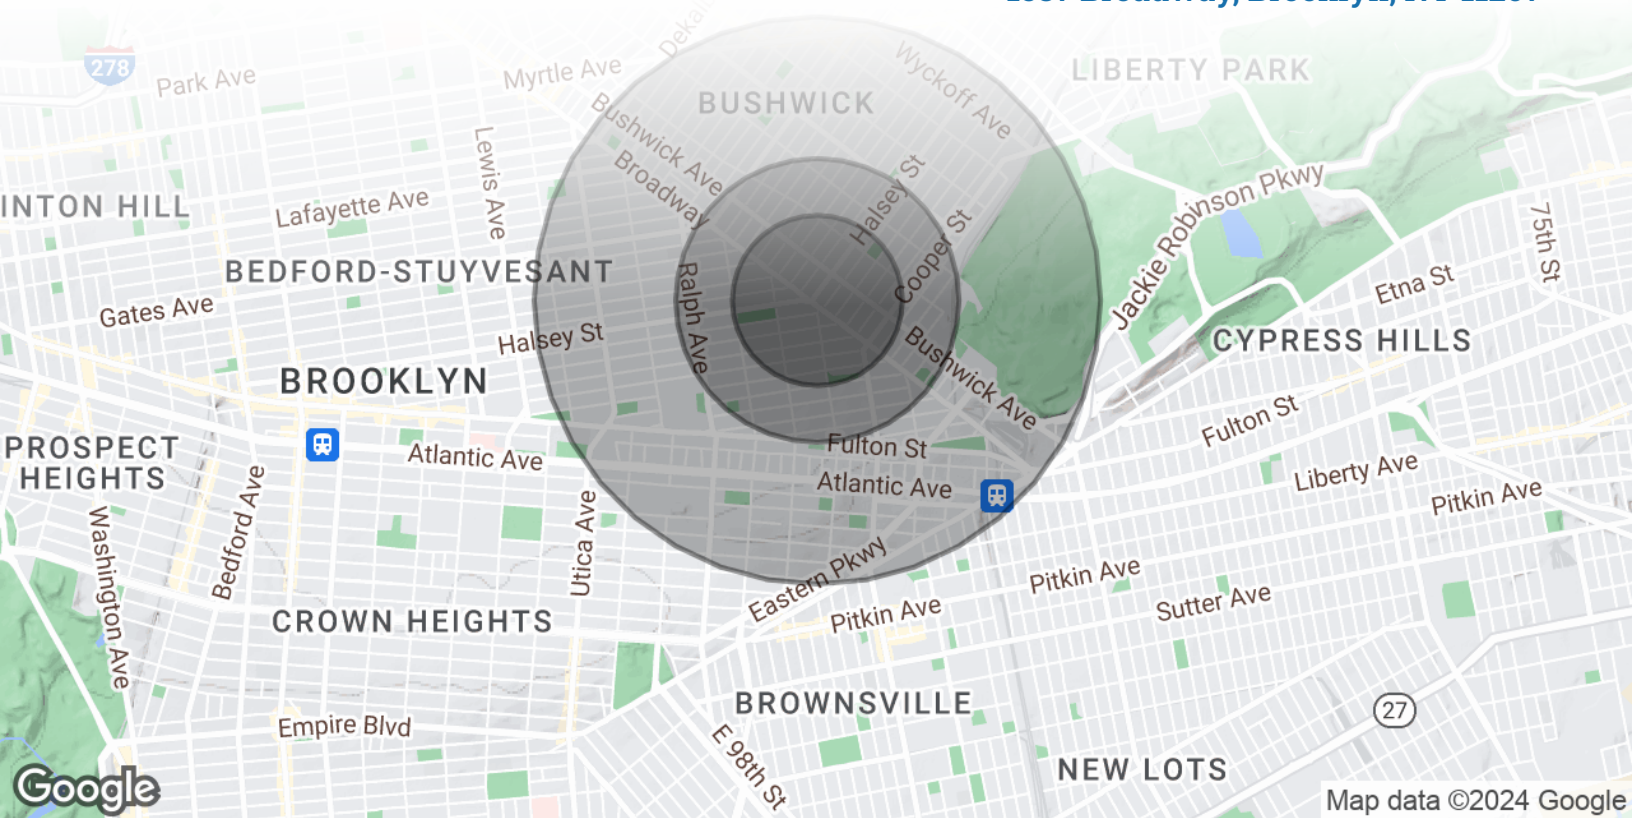 Broadway, Brooklyn, NY
278
Park Ave
Myrtle Ave
Dekal
Wyckoff Ave
LIBERTY PARK
BUSHWICK
Bushwick Ave
Broadway
Lewis Ave
Halsey St
Cooper St
Jackie Robinson Pkwy
75th St
INTON HILL
Lafayette Ave
BEDFORD-STUYVESANT
Ralph Ave
Gates Ave
Halsey St
Etna St
CYPRESS HILLS
Bushwick Ave
BROOKLYN
Fulton St
PROSPECT
HEIGHTS
Atlantic Ave
Fulton St
Atlantic Ave
Liberty Ave
Pitkin Ave
Bedford Ave
Washington Ave
Utica Ave
Eastern Pkwy
Pitkin Ave
Pitkin Ave
Sutter Ave
CROWN HEIGHTS
BROWNSVILLE
27
Empire Blvd
E 98th St
NEW LOTS
Google
Map data ©2024 Google